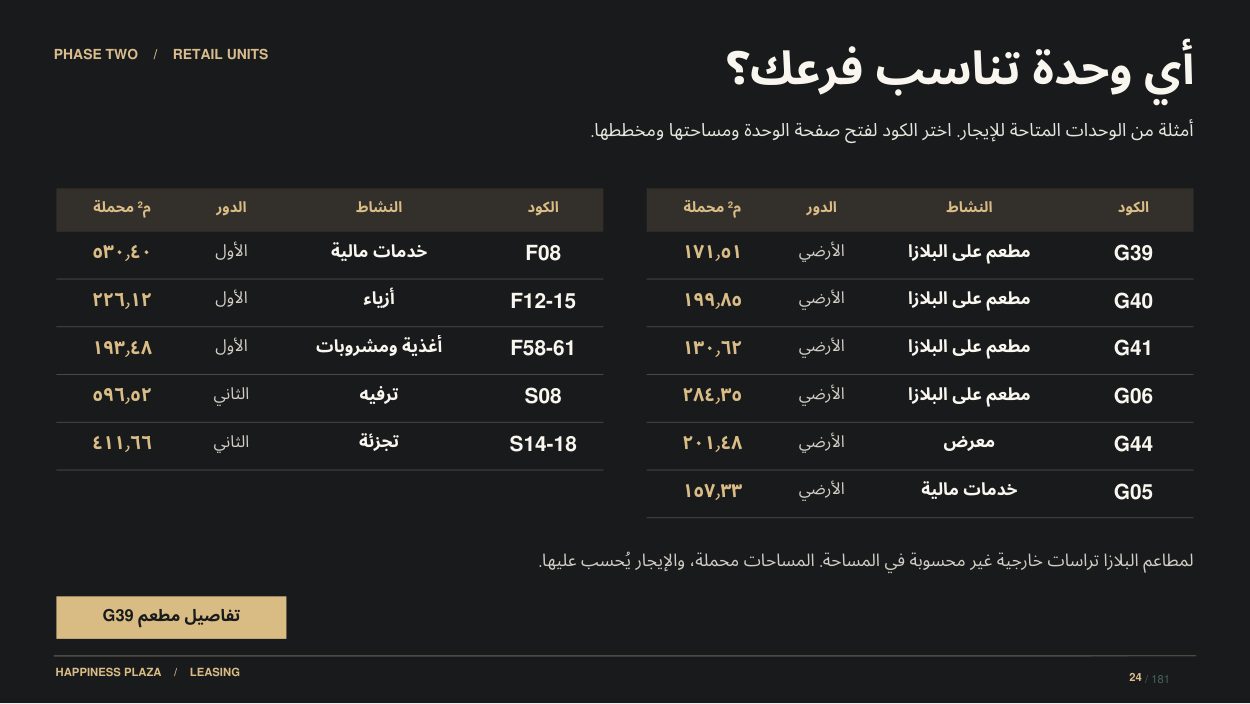 PHASE TWO / RETAIL UNITS
أي وحدة تناسب فرعك؟
أمثلة من الوحدات المتاحة للإيجار. اختر الكود لفتح صفحة الوحدة ومساحتها ومخططها.
الكود النشاط الدور م² محملة
G39 مطعم على البلازا الأرضي ١٧١٫٥١
G40 مطعم على البلازا الأرضي ١٩٩٫٨٥
G41 مطعم على البلازا الأرضي ١٣٠٫٦٢
G06 مطعم على البلازا الأرضي ٢٨٤٫٣٥
G44 معرض الأرضي ٢٠١٫٤٨
G05 خدمات مالية الأرضي ١٥٧٫٣٣
الكود النشاط الدور م² محملة
F08 خدمات مالية الأول ٥٣٠٫٤٠
F12-15 أزياء الأول ٢٢٦٫١٢
F58-61 أغذية ومشروبات الأول ١٩٣٫٤٨
S08 ترفيه الثاني ٥٩٦٫٥٢
S14-18 تجزئة الثاني ٤١١٫٦٦
لمطاعم البلازا تراسات خارجية غير محسوبة في المساحة. المساحات محملة، والإيجار يُحسب عليها.
تفاصيل مطعم G39
HAPPINESS PLAZA / LEASING
24 / 181